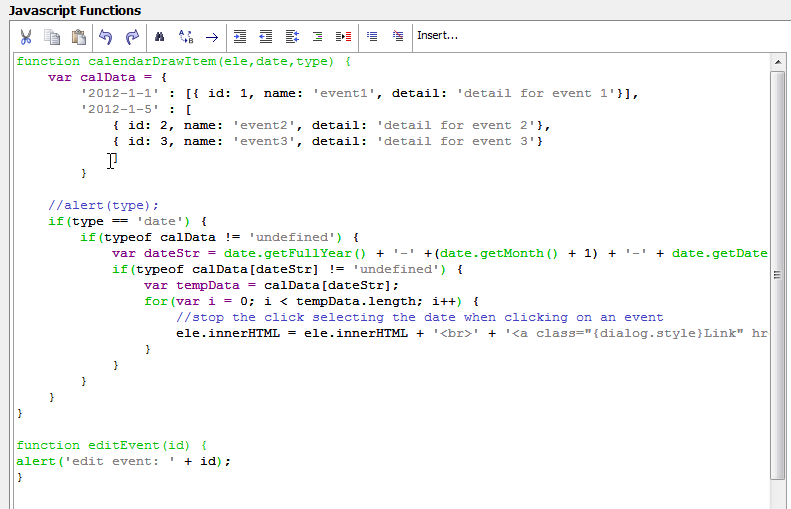 Javascript Functions
Insert...
function calendarDrawItem(ele,date,type) {
    var calData = {
        '2012-1-1' : [{ id: 1, name: 'event1', detail: 'detail for event 1'}],
        '2012-1-5' : [
            { id: 2, name: 'event2', detail: 'detail for event 2'},
            { id: 3, name: 'event3', detail: 'detail for event 3'}
            ]
        }

    //alert(type);
    if(type == 'date') {
        if(typeof calData != 'undefined') {
            var dateStr = date.getFullYear() + '-' +(date.getMonth() + 1) + '-' + date.getDate
            if(typeof calData[dateStr] != 'undefined') {
                var tempData = calData[dateStr];
                for(var i = 0; i < tempData.length; i++) {
                    //stop the click selecting the date when clicking on an event
                    ele.innerHTML = ele.innerHTML + '<br>' + '<a class="{dialog.style}Link" hr
                }
            }
        }
    }
}

function editEvent(id) {
alert('edit event: ' + id);
}